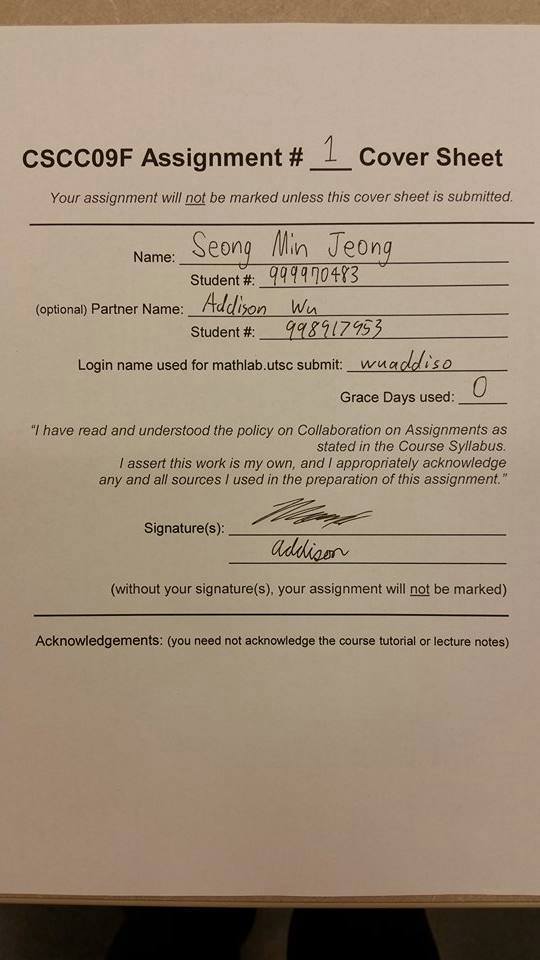 CSCC09F Assignment # 1 Cover Sheet
Your assignment will not be marked unless this cover sheet is submitted.
Name: Seong Min Jeong
Student #: 999970483
(optional) Partner Name: Addison Wu
Student #: 998917953
Login name used for mathlab.utsc submit: wuaddiso
Grace Days used: 0
“I have read and understood the policy on Collaboration on Assignments as
stated in the Course Syllabus.
I assert this work is my own, and I appropriately acknowledge
any and all sources I used in the preparation of this assignment.”
Signature(s):
addison
(without your signature(s), your assignment will not be marked)
Acknowledgements: (you need not acknowledge the course tutorial or lecture notes)